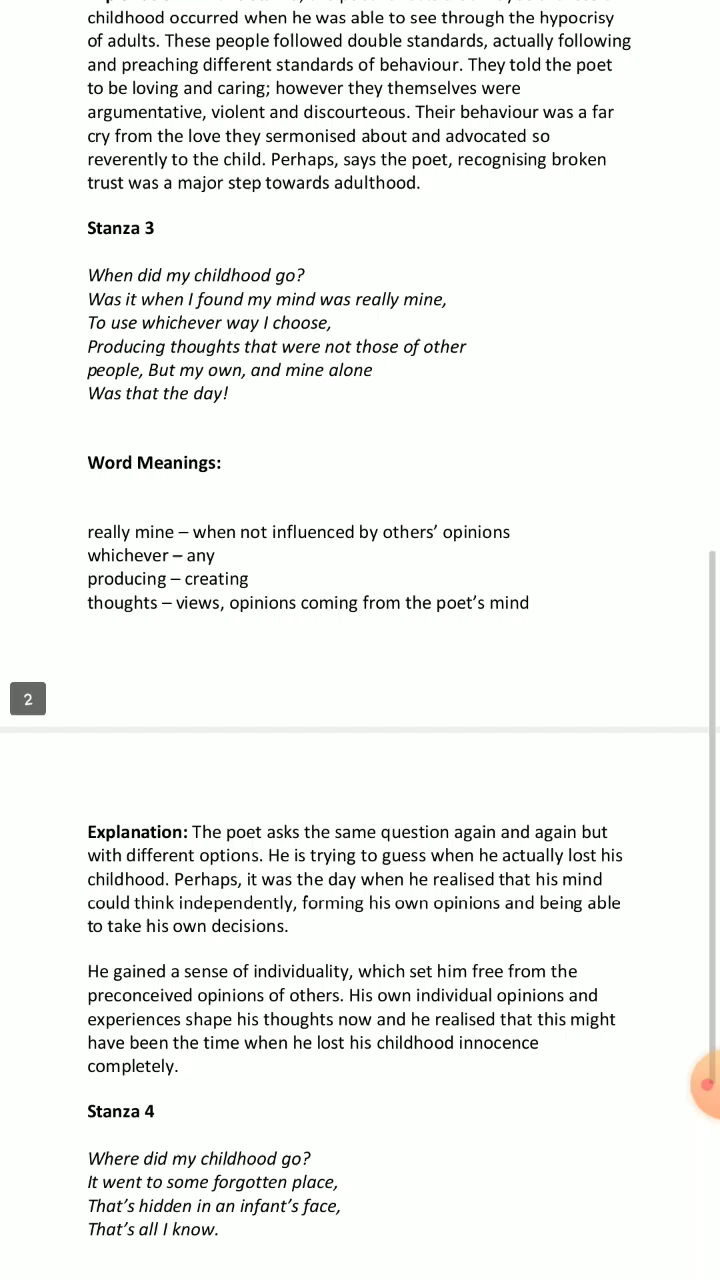 childhood occurred when he was able to see through the hypocrisy
of adults. These people followed double standards, actually following
and preaching different standards of behaviour. They told the poet
to be loving and caring; however they themselves were
argumentative, violent and discourteous. Their behaviour was a far
cry from the love they sermonised about and advocated so
reverently to the child. Perhaps, says the poet, recognising broken
trust was a major step towards adulthood.
Stanza 3
When did my childhood go?
Was it when I found my mind was really mine,
To use whichever way I choose,
Producing thoughts that were not those of other
people, But my own, and mine alone
Was that the day!
Word Meanings:
really mine – when not influenced by others’ opinions
whichever – any
producing – creating
thoughts – views, opinions coming from the poet’s mind
2
Explanation: The poet asks the same question again and again but
with different options. He is trying to guess when he actually lost his
childhood. Perhaps, it was the day when he realised that his mind
could think independently, forming his own opinions and being able
to take his own decisions.
He gained a sense of individuality, which set him free from the
preconceived opinions of others. His own individual opinions and
experiences shape his thoughts now and he realised that this might
have been the time when he lost his childhood innocence
completely.
Stanza 4
Where did my childhood go?
It went to some forgotten place,
That’s hidden in an infant’s face,
That’s all I know.